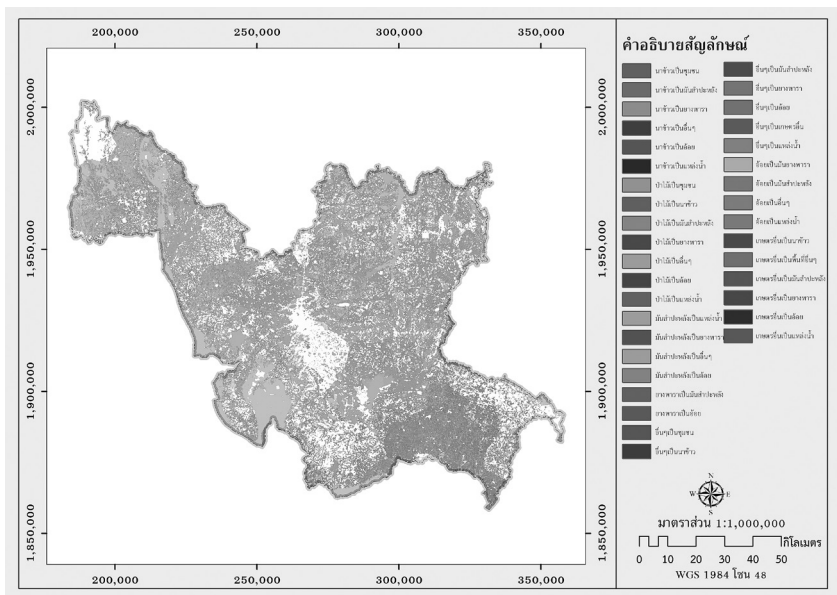 200,000 250,000 300,000 350,000
2,000,000
1,950,000
1,900,000
1,850,000
2,000,000
1,950,000
1,900,000
1,850,000
200,000 250,000 300,000 350,000
คำอธิบายสัญลักษณ์
นาข้าวเป็นชุมชน
นาข้าวเป็นมันสำปะหลัง
นาข้าวเป็นยางพารา
นาข้าวเป็นอื่นๆ
นาข้าวเป็นอ้อย
นาข้าวเป็นแหล่งน้ำ
ป่าไม้เป็นชุมชน
ป่าไม้เป็นนาข้าว
ป่าไม้เป็นมันสำปะหลัง
ป่าไม้เป็นยางพารา
ป่าไม้เป็นอื่นๆ
ป่าไม้เป็นอ้อย
ป่าไม้เป็นแหล่งน้ำ
มันสำปะหลังเป็นแหล่งน้ำ
มันสำปะหลังเป็นยางพารา
มันสำปะหลังเป็นอื่นๆ
มันสำปะหลังเป็นอ้อย
ยางพาราเป็นมันสำปะหลัง
ยางพาราเป็นอ้อย
อื่นๆเป็นชุมชน
อื่นๆเป็นนาข้าว
อื่นๆเป็นมันสำปะหลัง
อื่นๆเป็นยางพารา
อื่นๆเป็นอ้อย
อื่นๆเป็นเกษตรอื่น
อื่นๆเป็นแหล่งน้ำ
อ้อยเป็นมันยางพารา
อ้อยเป็นมันสำปะหลัง
อ้อยเป็นอื่นๆ
อ้อยเป็นแหล่งน้ำ
เกษตรอื่นเป็นนาข้าว
เกษตรอื่นเป็นพื้นที่อื่นๆ
เกษตรอื่นเป็นมันสำปะหลัง
เกษตรอื่นเป็นยางพารา
เกษตรอื่นเป็นอ้อย
เกษตรอื่นเป็นแหล่งน้ำ
N
W E
S
มาตราส่วน 1:1,000,000
กิโลเมตร
0 10 20 30 40 50
WGS 1984 โซน 48